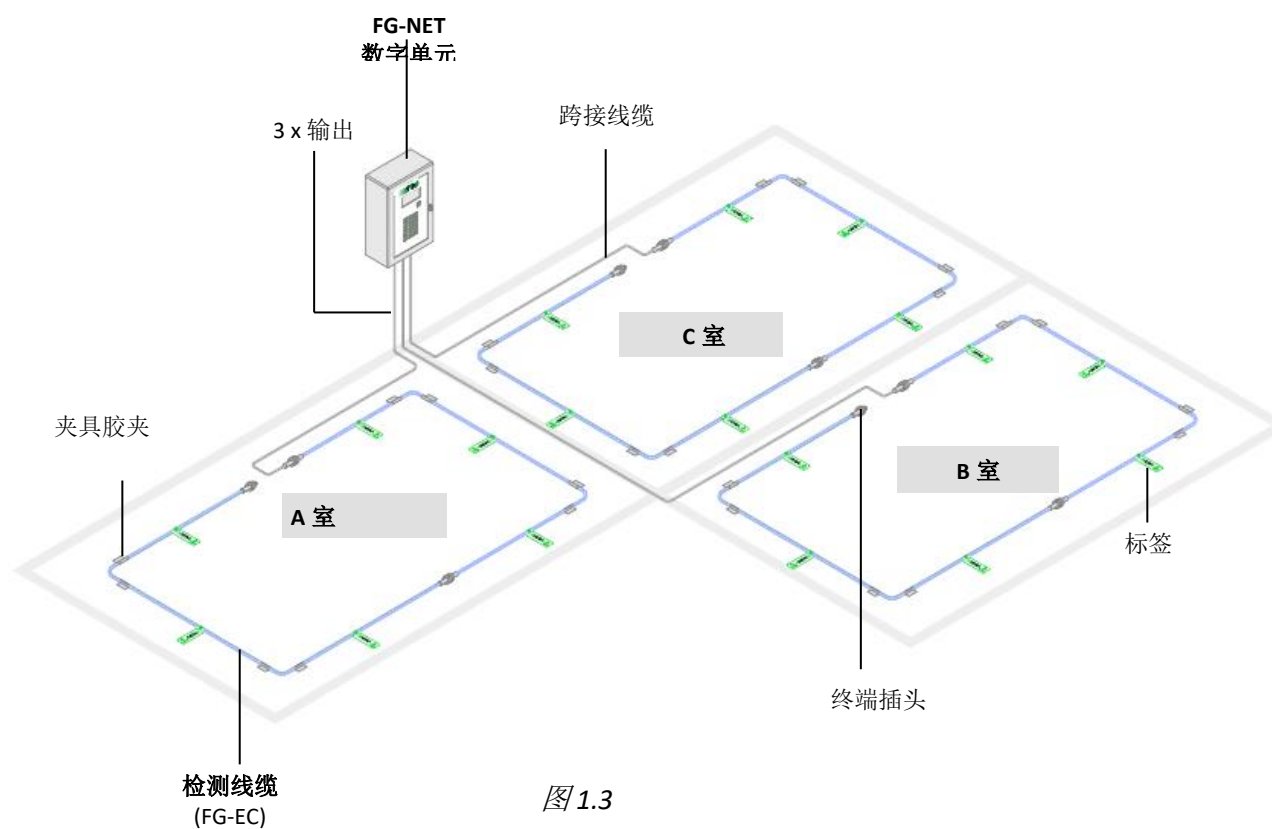 FG-NET
数字单元
3 x 输出
跨接线缆
C 室
夹具胶夹
A 室
B 室
标签
终端插头
检测线缆
(FG-EC)
图 1.3